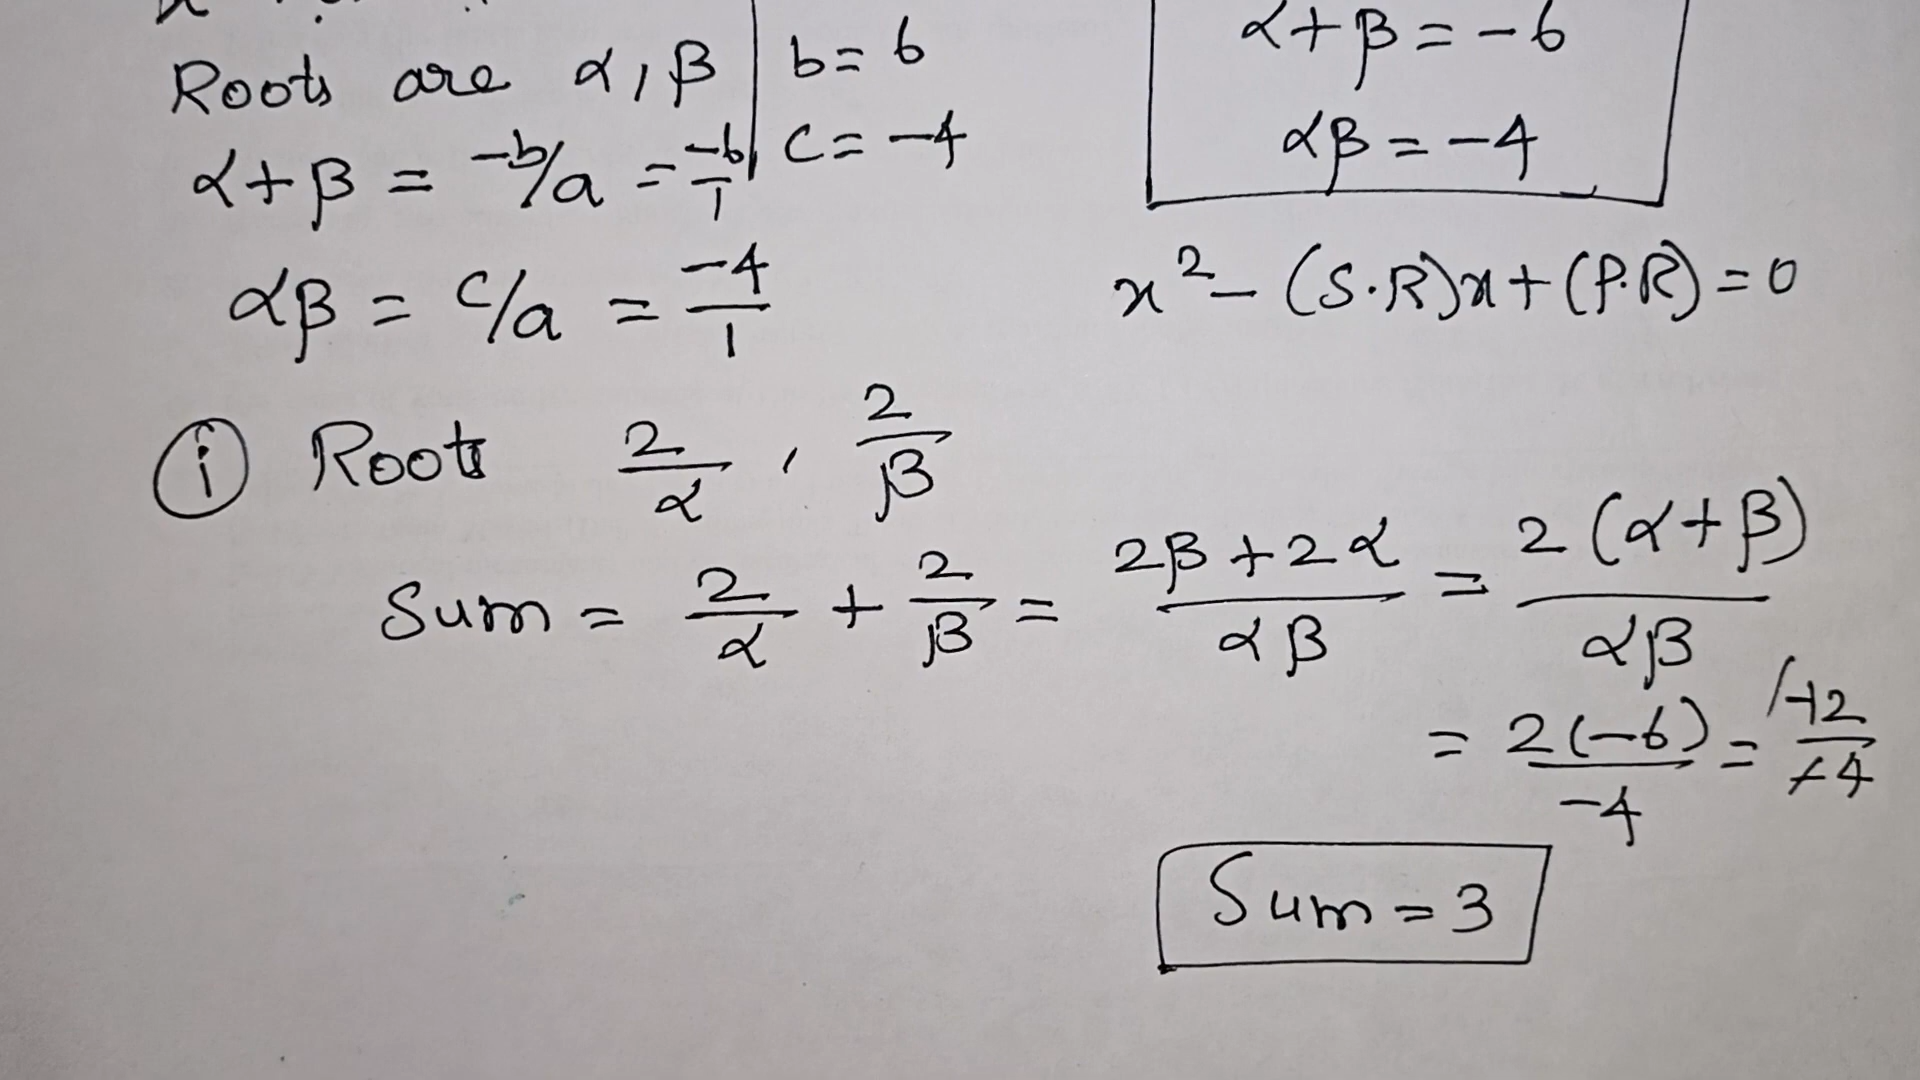 Roots are α, β
b = 6
α + β = -b/a = -6/1
c = -4
αβ = c/a = -4/1
α + β = -6
αβ = -4
x² - (S.R)x + (P.R) = 0
(i) Roots 2/α , 2/β
Sum = 2/α + 2/β = (2β + 2α)/(αβ) = 2(α + β)/(αβ)
= 2(-6)/-4 = -12/-4
Sum = 3